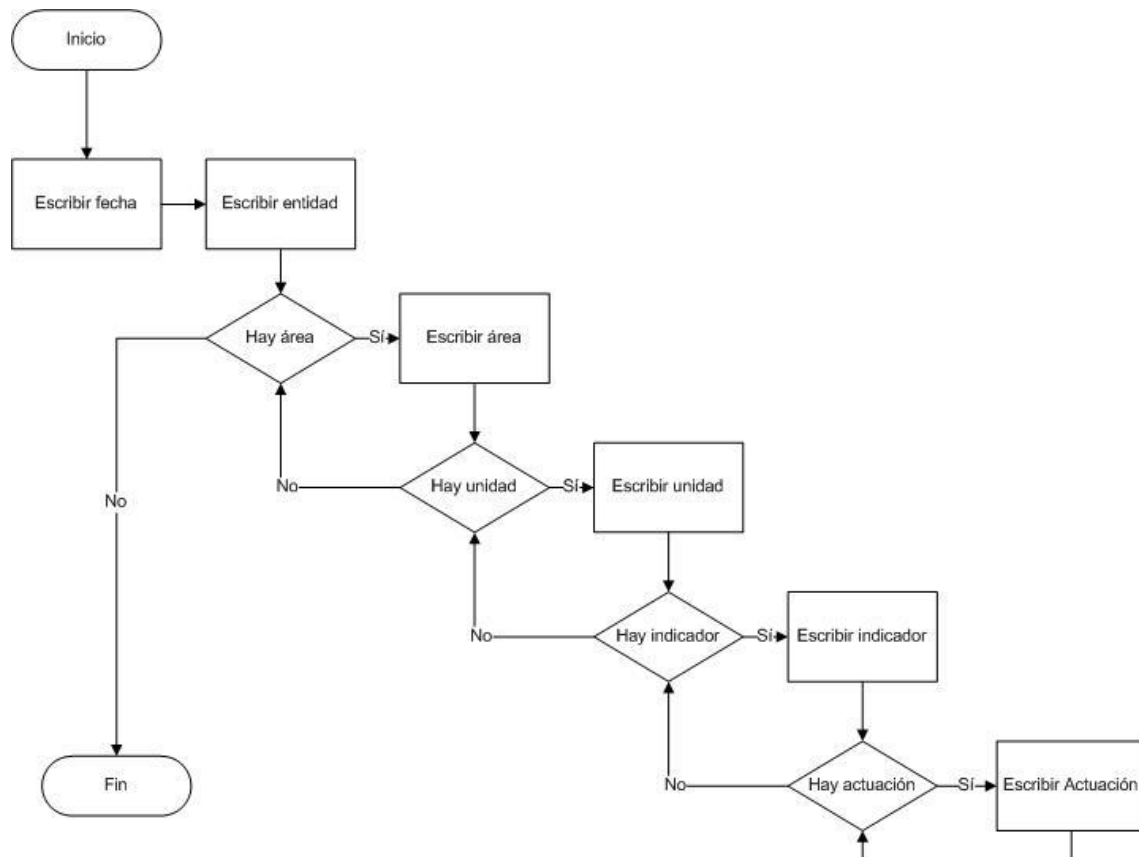 Inicio
Escribir fecha
Escribir entidad
Hay área
Sí
Escribir área
No
Hay unidad
Sí
Escribir unidad
No
Hay indicador
Sí
Escribir indicador
No
Hay actuación
Sí
Escribir Actuación
No
Fin